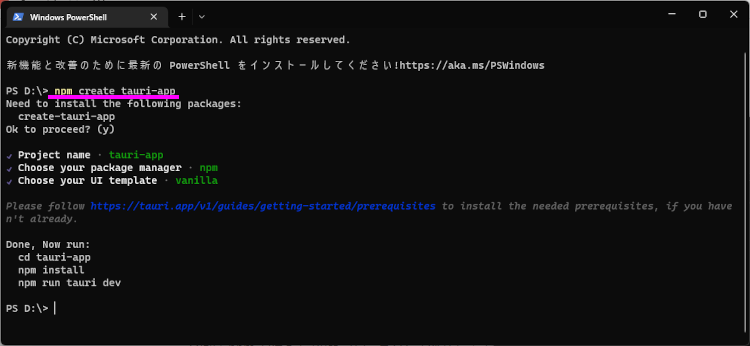 Windows PowerShell
Copyright (C) Microsoft Corporation. All rights reserved.
新機能と改善のために最新の PowerShell をインストールしてください!https://aka.ms/PSWindows
PS D:\> npm create tauri-app
Need to install the following packages:
  create-tauri-app
Ok to proceed? (y)
✔ Project name · tauri-app
✔ Choose your package manager · npm
✔ Choose your UI template · vanilla
Please follow https://tauri.app/v1/guides/getting-started/prerequisites to install the needed prerequisites, if you have
n't already.
Done, Now run:
  cd tauri-app
  npm install
  npm run tauri dev
PS D:\>